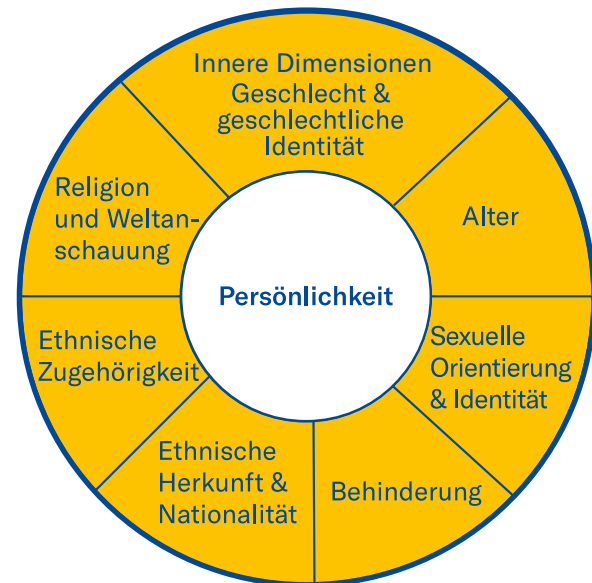 Innere Dimensionen
Geschlecht &
geschlechtliche
Identität
Religion
und Weltan-
schauung
Alter
Persönlichkeit
Ethnische
Zugehörigkeit
Sexuelle
Orientierung
& Identität
Ethnische
Herkunft &
Nationalität
Behinderung